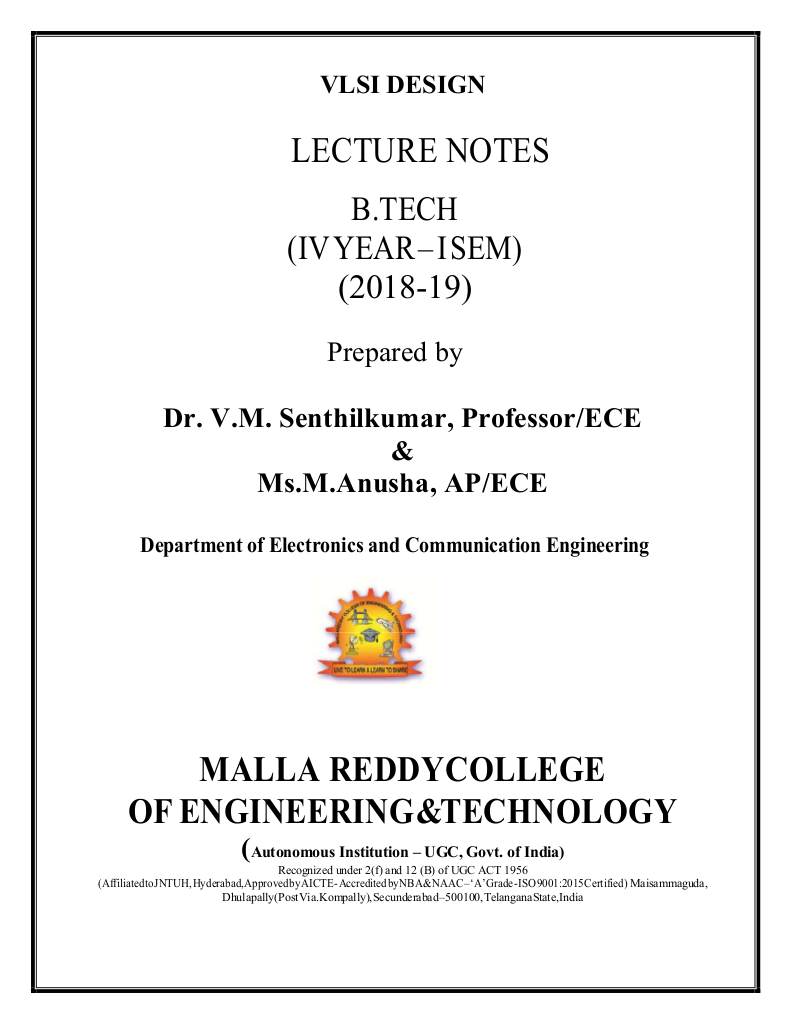 VLSI DESIGN
LECTURE NOTES
B.TECH
(IV YEAR – I SEM)
(2018-19)
Prepared by
Dr. V.M. Senthilkumar, Professor/ECE
&
Ms.M.Anusha, AP/ECE
Department of Electronics and Communication Engineering
LIVE TO LEARN & LEARN TO SHARE
MALLA REDDYCOLLEGE
OF ENGINEERING&TECHNOLOGY
(Autonomous Institution – UGC, Govt. of India)
Recognized under 2(f) and 12 (B) of UGC ACT 1956
(AffiliatedtoJNTUH,Hyderabad,ApprovedbyAICTE-AccreditedbyNBA&NAAC–‘A’Grade-ISO9001:2015Certified) Maisammaguda,
Dhulapally(PostVia.Kompally),Secunderabad–500100,TelanganaState,India